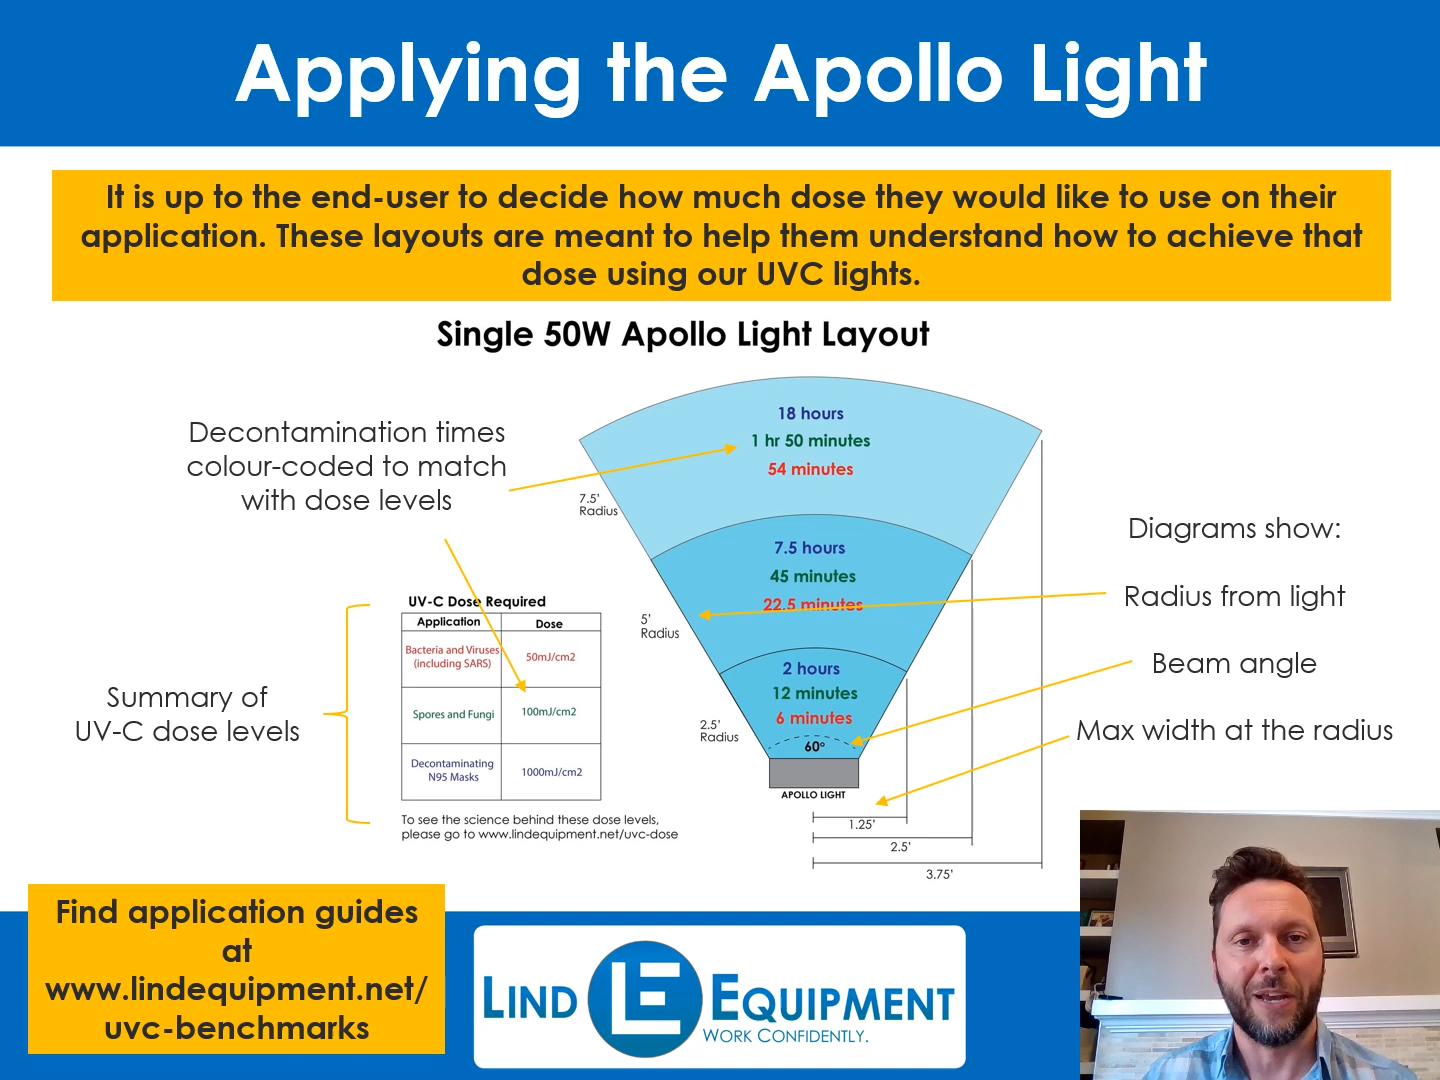 Applying the Apollo Light
It is up to the end-user to decide how much dose they would like to use on their
application. These layouts are meant to help them understand how to achieve that
dose using our UVC lights.
Single 50W Apollo Light Layout
Decontamination times
colour-coded to match
with dose levels
18 hours
1 hr 50 minutes
54 minutes
7.5'
Radius
7.5 hours
45 minutes
22.5 minutes
5'
Radius
2 hours
12 minutes
6 minutes
2.5'
Radius
60°
APOLLO LIGHT
1.25'
2.5'
3.75'
Diagrams show:
Radius from light
Beam angle
Max width at the radius
Summary of
UV-C dose levels
UV-C Dose Required
Application Dose
Bacteria and Viruses
(including SARS)
50mJ/cm2
Spores and Fungi 100mJ/cm2
Decontaminating
N95 Masks
1000mJ/cm2
To see the science behind these dose levels,
please go to www.lindequipment.net/uvc-dose
Find application guides
at
www.lindequipment.net/
uvc-benchmarks
LIND LE EQUIPMENT
WORK CONFIDENTLY.